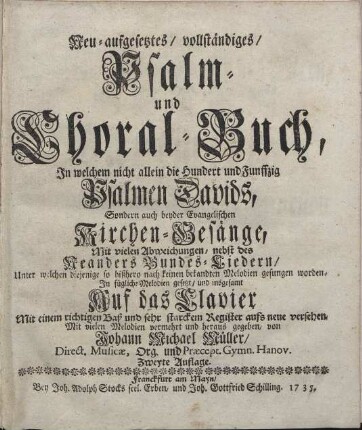 Neu-aufgesetztes/ vollständiges/
Psalm-
und
Choral-Buch,
In welchem nicht allein die Hundert und Funffzig
Psalmen Davids,
Sondern auch beyder Evangelischen
Kirchen-Gesänge,
Mit vielen Abweichungen, nebst des
Neanders Bundes-Liedern/
Unter welchen diejenige so bißhero nach keinen bekandten Melodien gesungen worden,
In fügliche Melodien gesetzt/ und insgesamt
Auf das Clavier
Mit einem richtigen Baß und sehr starckem Register aufs neue versehen,
Mit vielen Melodien vermehrt und heraus gegeben, von
Johann Michael Müller/
Direct. Musicæ, Org. und Præcept. Gymn. Hanov.
Zweyte Auflage.
Franckfurt am Mayn/
Bey Joh. Adolph Stocks seel. Erben, und Joh. Gottfried Schilling. 1735.